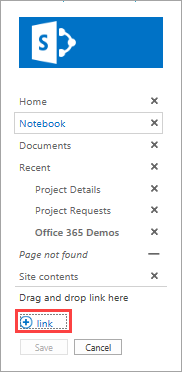 S
Home ×
Notebook ×
Documents ×
Recent ×
Project Details ×
Project Requests ×
Office 365 Demos ×
Page not found —
Site contents ×
Drag and drop link here
link
Save Cancel